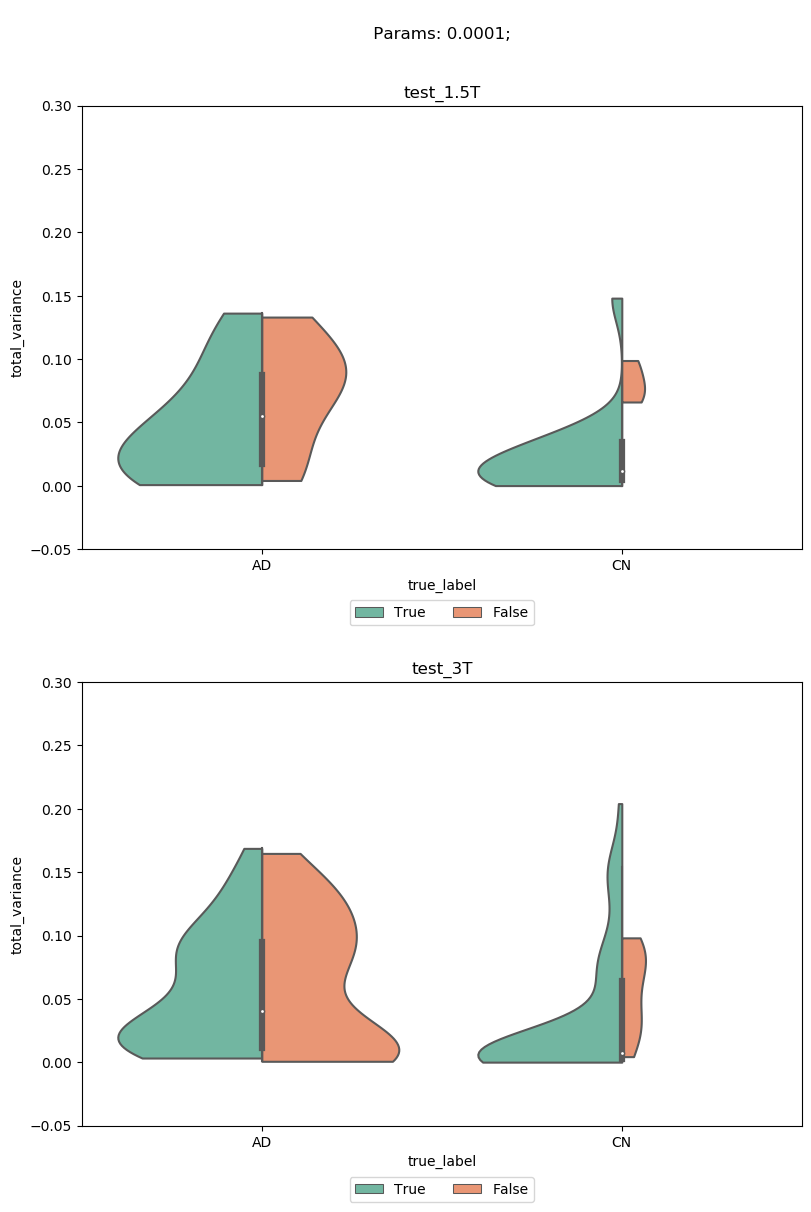 Params: 0.0001;
test_1.5T
0.30
0.25
0.20
0.15
0.10
0.05
0.00
−0.05
total_variance
AD CN
true_label
True False
test_3T
0.30
0.25
0.20
0.15
0.10
0.05
0.00
−0.05
total_variance
AD CN
true_label
True False